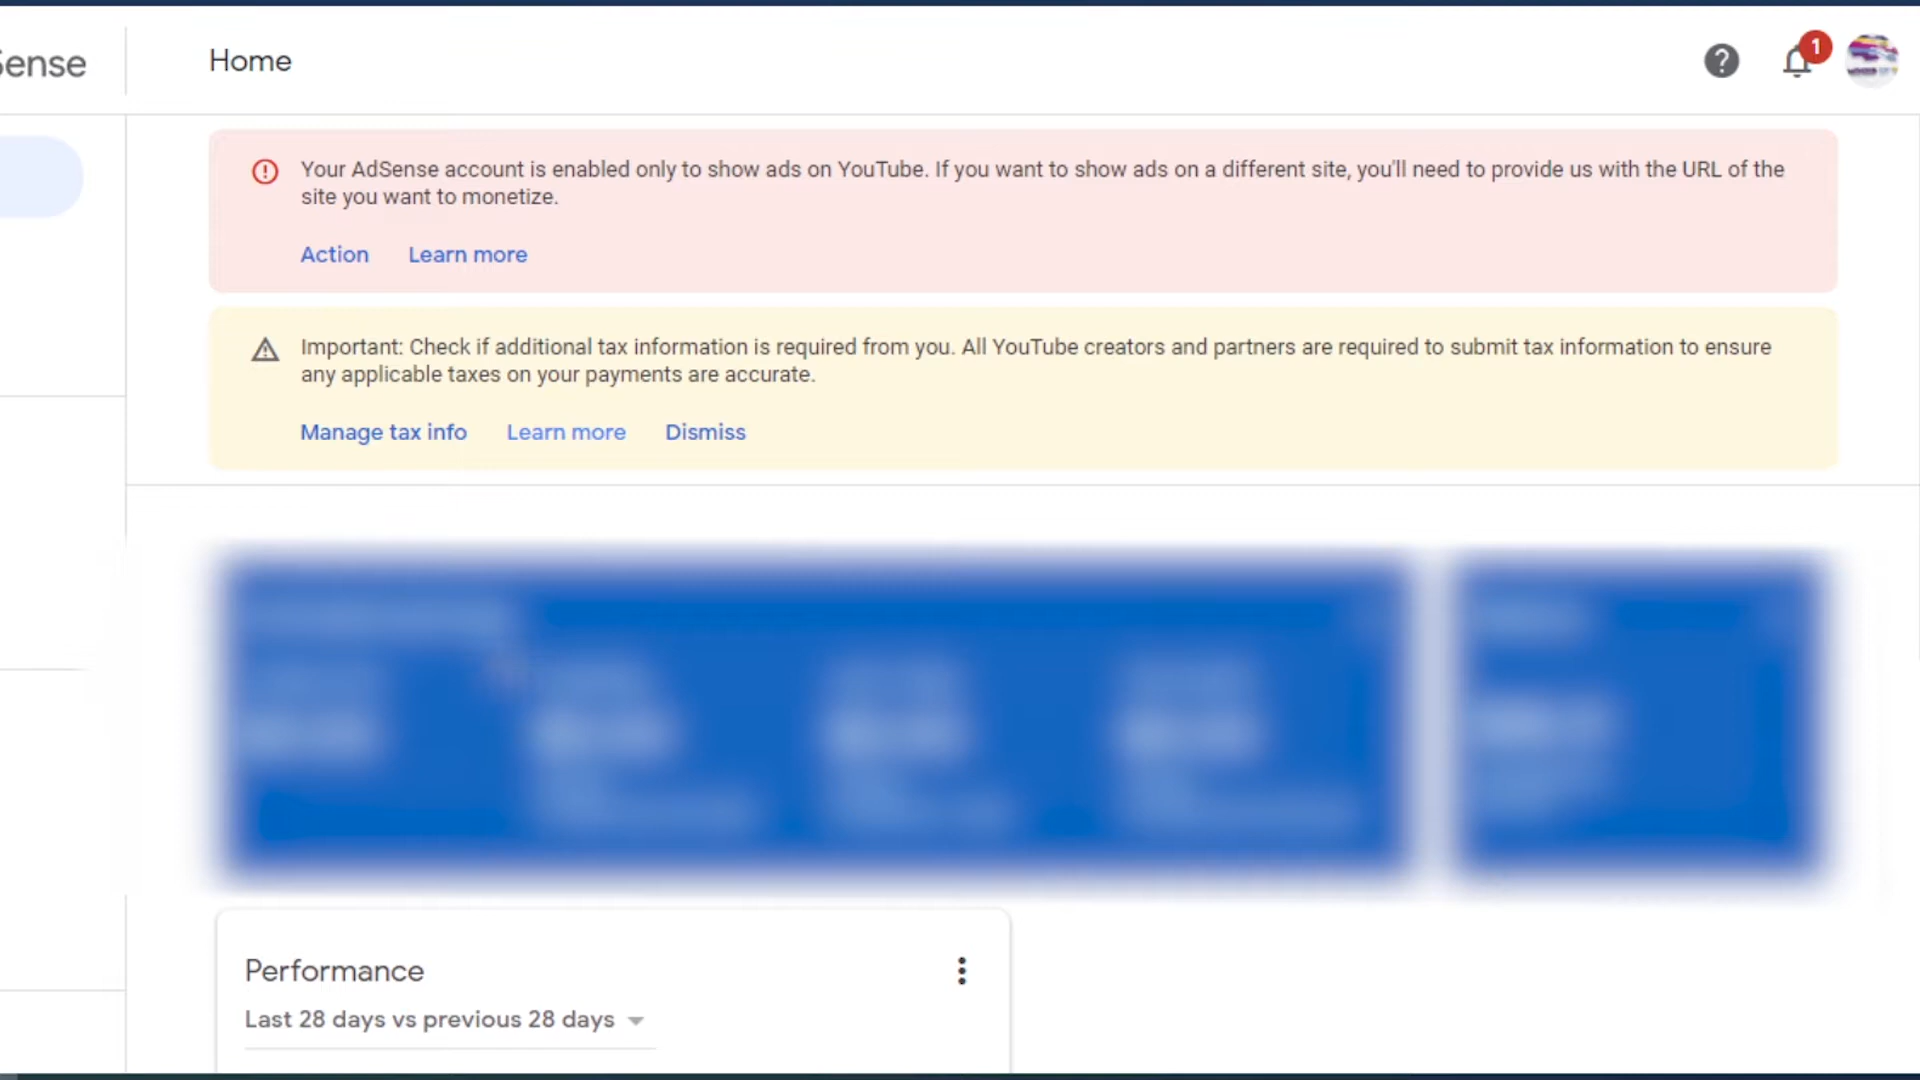 Sense
Home
1
Your AdSense account is enabled only to show ads on YouTube. If you want to show ads on a different site, you'll need to provide us with the URL of the
site you want to monetize.
Action Learn more
Important: Check if additional tax information is required from you. All YouTube creators and partners are required to submit tax information to ensure
any applicable taxes on your payments are accurate.
Manage tax info Learn more Dismiss
Performance
Last 28 days vs previous 28 days